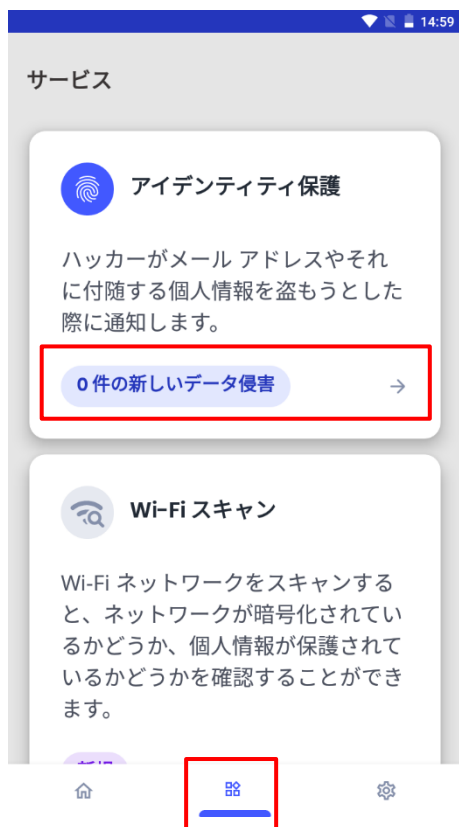 14:59
サービス
アイデンティティ保護
ハッカーがメール アドレスやそれ
に付随する個人情報を盗もうとした
際に通知します。
0 件の新しいデータ侵害
Wi-Fi スキャン
Wi-Fi ネットワークをスキャンする
と、ネットワークが暗号化されてい
るかどうか、個人情報が保護されて
いるかどうかを確認することができ
ます。